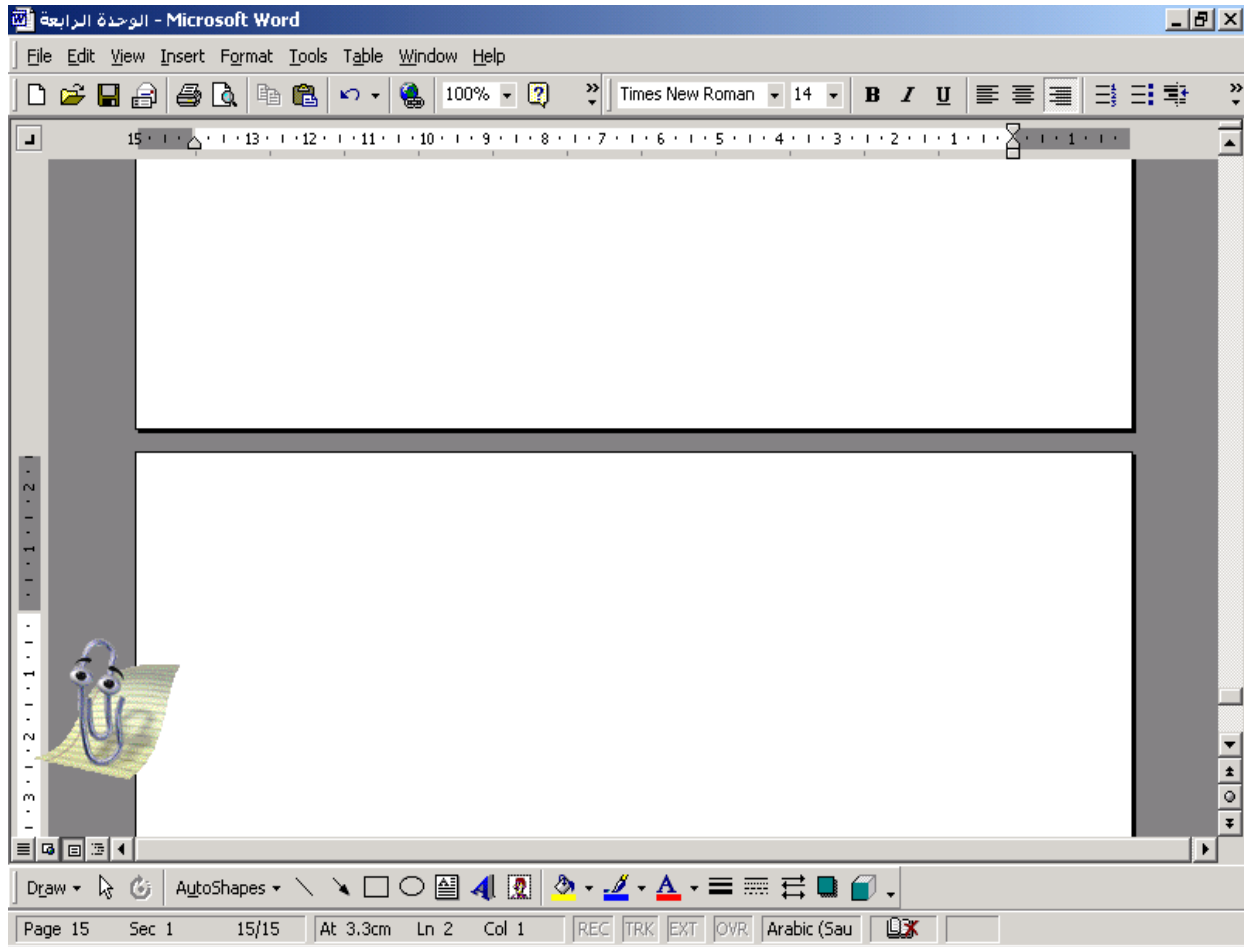 الوحدة الرابعة - Microsoft Word
File Edit View Insert Format Tools Table Window Help
100% Times New Roman 14 B I U
15 13 12 11 10 9 8 7 6 5 4 3 2 1 1
2
1
1
2
3
Draw AutoShapes
Page 15 Sec 1 15/15 At 3.3cm Ln 2 Col 1 REC TRK EXT OVR Arabic (Sau